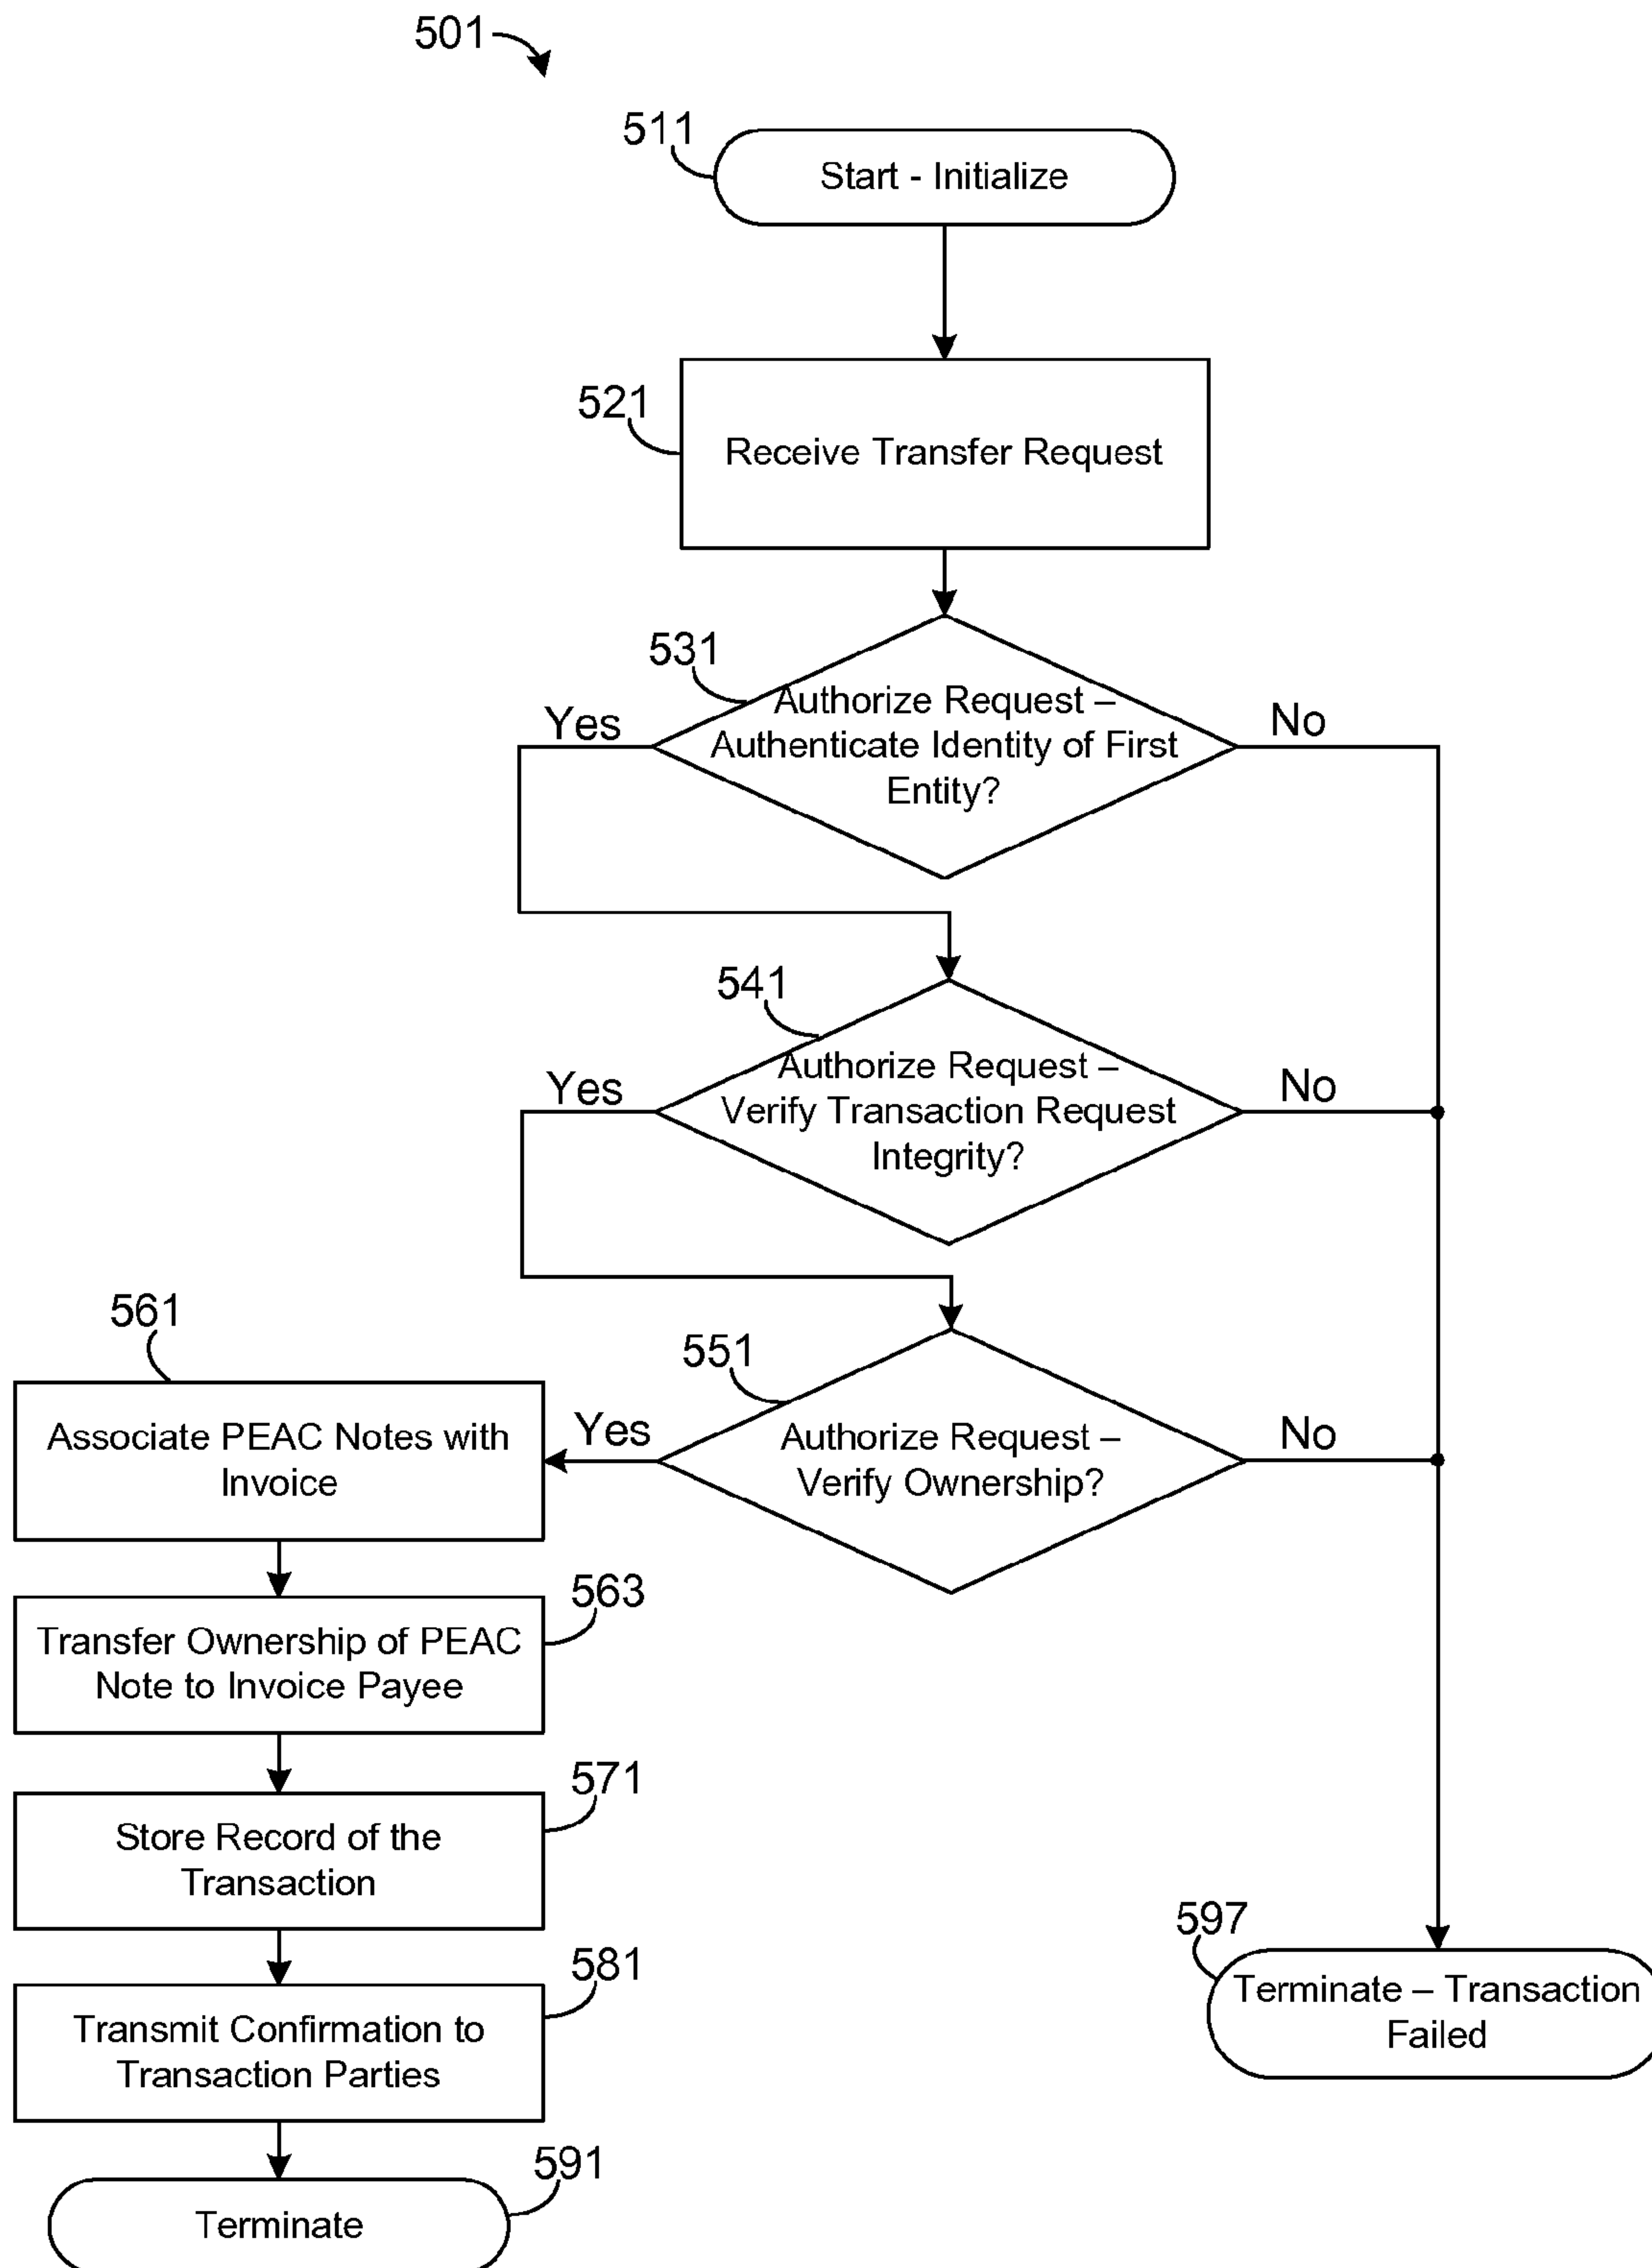 501
511
Start - Initialize
521
Receive Transfer Request
531
Authorize Request –
Authenticate Identity of First
Entity?
Yes
No
541
Authorize Request –
Verify Transaction Request
Integrity?
Yes
No
551
Authorize Request –
Verify Ownership?
Yes
No
561
Associate PEAC Notes with
Invoice
563
Transfer Ownership of PEAC
Note to Invoice Payee
571
Store Record of the
Transaction
581
Transmit Confirmation to
Transaction Parties
591
Terminate
597
Terminate – Transaction
Failed